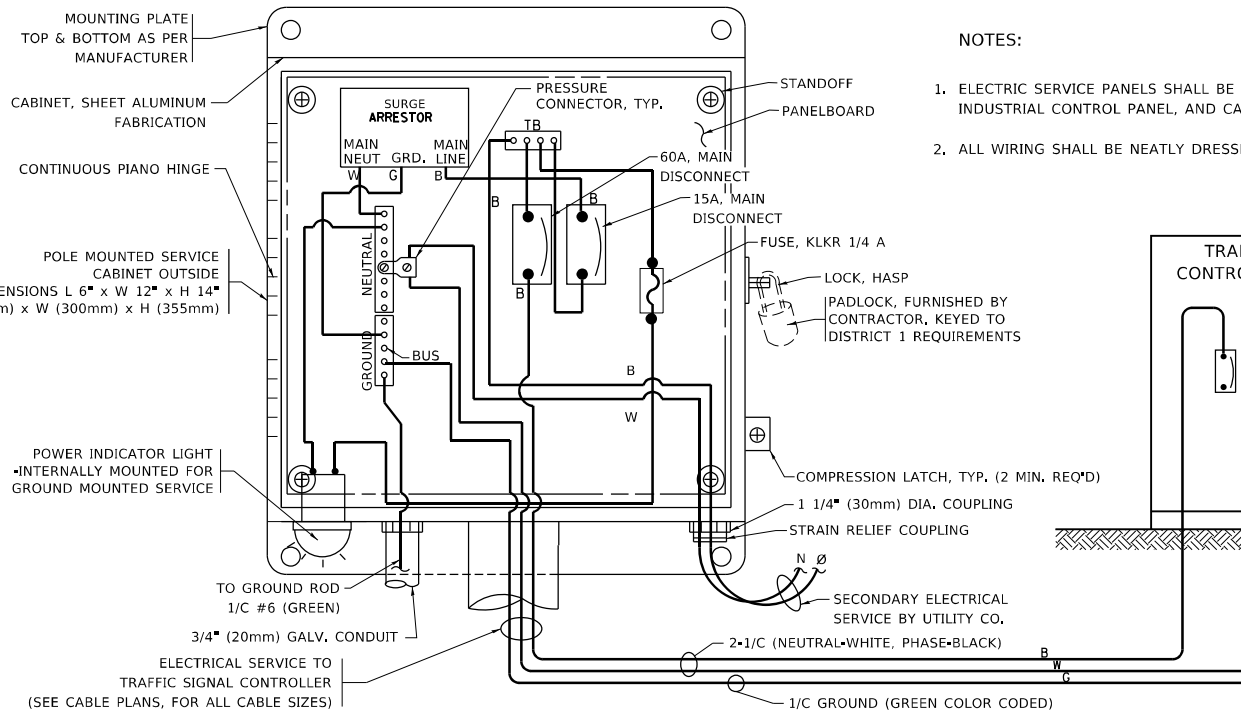 MOUNTING PLATE
TOP & BOTTOM AS PER
MANUFACTURER
CABINET, SHEET ALUMINUM
FABRICATION
CONTINUOUS PIANO HINGE
POLE MOUNTED SERVICE
CABINET OUTSIDE
ENSIONS L 6" x W 12" x H 14"
m) x W (300mm) x H (355mm)
POWER INDICATOR LIGHT
-INTERNALLY MOUNTED FOR
GROUND MOUNTED SERVICE
SURGE
ARRESTOR
MAIN
NEUT
GRD.
MAIN
LINE
W
G
B
PRESSURE
CONNECTOR, TYP.
TB
B
B
B
NEUTRAL
GROUND
BUS
B
W
STANDOFF
PANELBOARD
60A, MAIN
DISCONNECT
15A, MAIN
DISCONNECT
FUSE, KLKR 1/4 A
LOCK, HASP
PADLOCK, FURNISHED BY
CONTRACTOR, KEYED TO
DISTRICT 1 REQUIREMENTS
COMPRESSION LATCH, TYP. (2 MIN. REQ'D)
1 1/4" (30mm) DIA. COUPLING
STRAIN RELIEF COUPLING
N Ø
SECONDARY ELECTRICAL
SERVICE BY UTILITY CO.
TO GROUND ROD
1/C #6 (GREEN)
3/4" (20mm) GALV. CONDUIT
ELECTRICAL SERVICE TO
TRAFFIC SIGNAL CONTROLLER
(SEE CABLE PLANS, FOR ALL CABLE SIZES)
2-1/C (NEUTRAL-WHITE, PHASE-BLACK)
B
W
G
1/C GROUND (GREEN COLOR CODED)
NOTES:
1. ELECTRIC SERVICE PANELS SHALL BE
INDUSTRIAL CONTROL PANEL, AND CA
2. ALL WIRING SHALL BE NEATLY DRESS
TRA
CONTRO